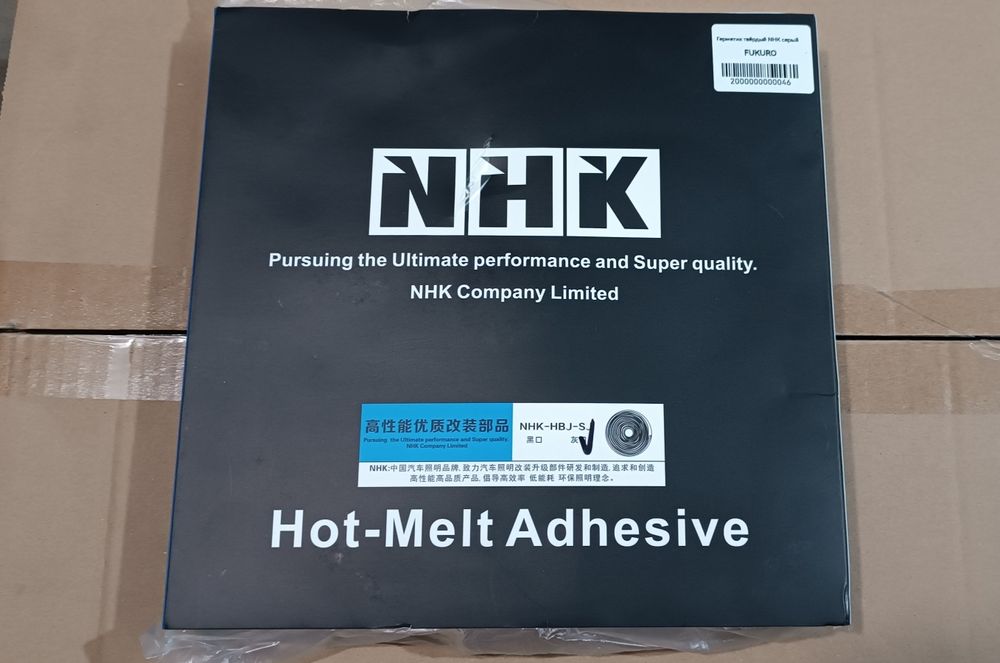 Герметик твёрдый NHK серый
FUKURO
2000000000046
NHK
Pursuing the Ultimate performance and Super quality.
NHK Company Limited
高性能优质改装部品
Pursuing the Ultimate performance and Super quality.
NHK Company Limited
NHK-HBJ-SJ
黑口 灰
NHK:中国汽车照明品牌, 致力汽车照明改装升级部件研发和制造, 追求和创造
高性能高品质产品, 倡导高效率 低能耗 环保照明理念。
Hot-Melt Adhesive